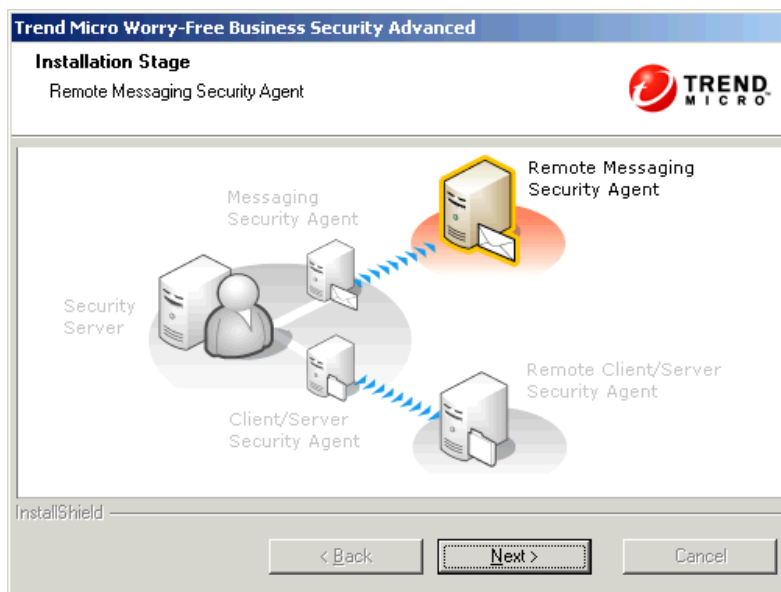 Trend Micro Worry-Free Business Security Advanced
Installation Stage
Remote Messaging Security Agent
TREND
MICRO™
Remote Messaging
Security Agent
Messaging
Security Agent
Security
Server
Remote Client/Server
Security Agent
Client/Server
Security Agent
InstallShield
< Back
Next >
Cancel